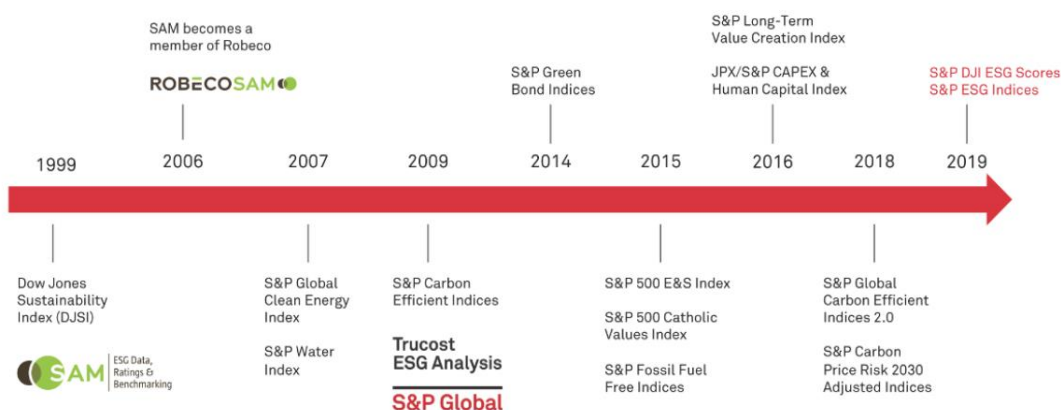 SAM becomes a
member of Robeco
ROBECOSAM
S&P Green
Bond Indices
S&P Long-Term
Value Creation Index
JPX/S&P CAPEX &
Human Capital Index
S&P DJI ESG Scores
S&P ESG Indices
1999
2006
2007
2009
2014
2015
2016
2018
2019
Dow Jones
Sustainability
Index (DJSI)
SAM
ESG Data,
Ratings &
Benchmarking
S&P Global
Clean Energy
Index
S&P Water
Index
S&P Carbon
Efficient Indices
Trucost
ESG Analysis
S&P Global
S&P 500 E&S Index
S&P 500 Catholic
Values Index
S&P Fossil Fuel
Free Indices
S&P Global
Carbon Efficient
Indices 2.0
S&P Carbon
Price Risk 2030
Adjusted Indices